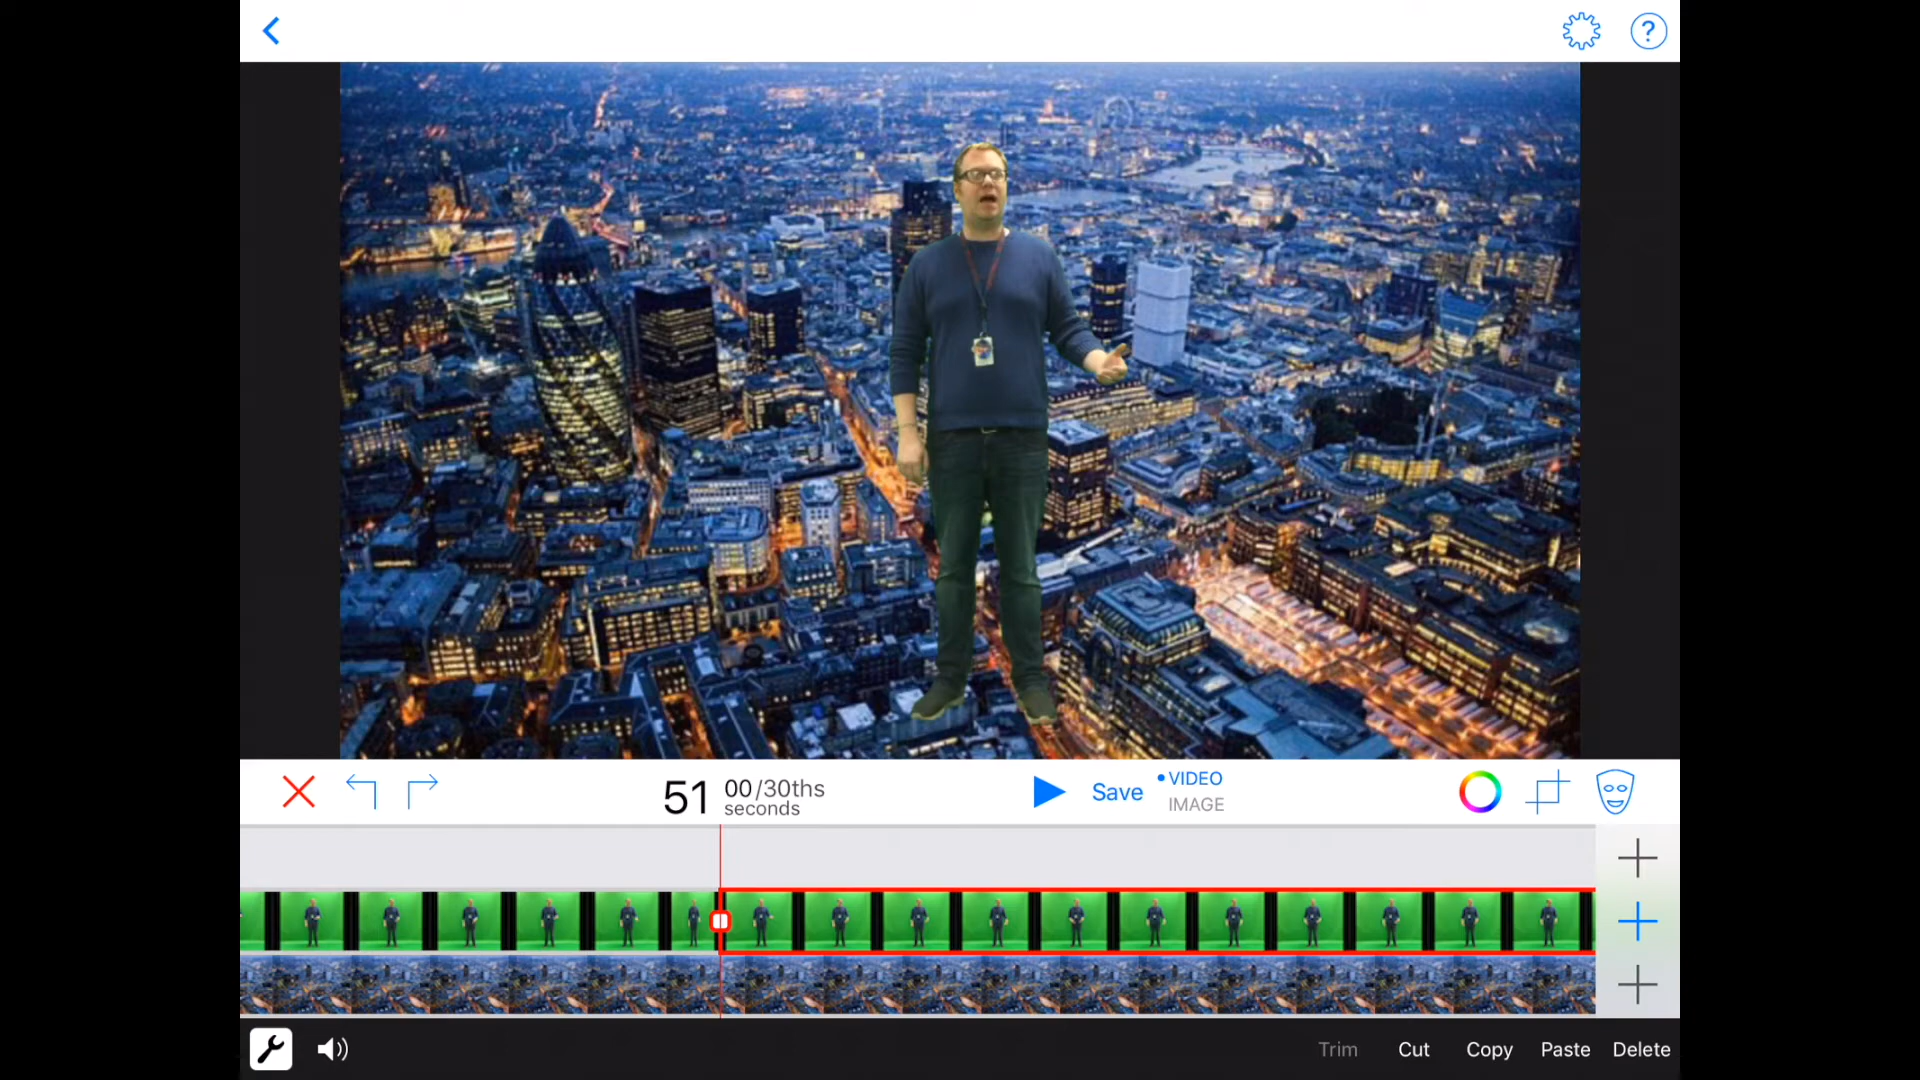 ?
51 00/30ths
seconds
Save
VIDEO
IMAGE
Trim Cut Copy Paste Delete